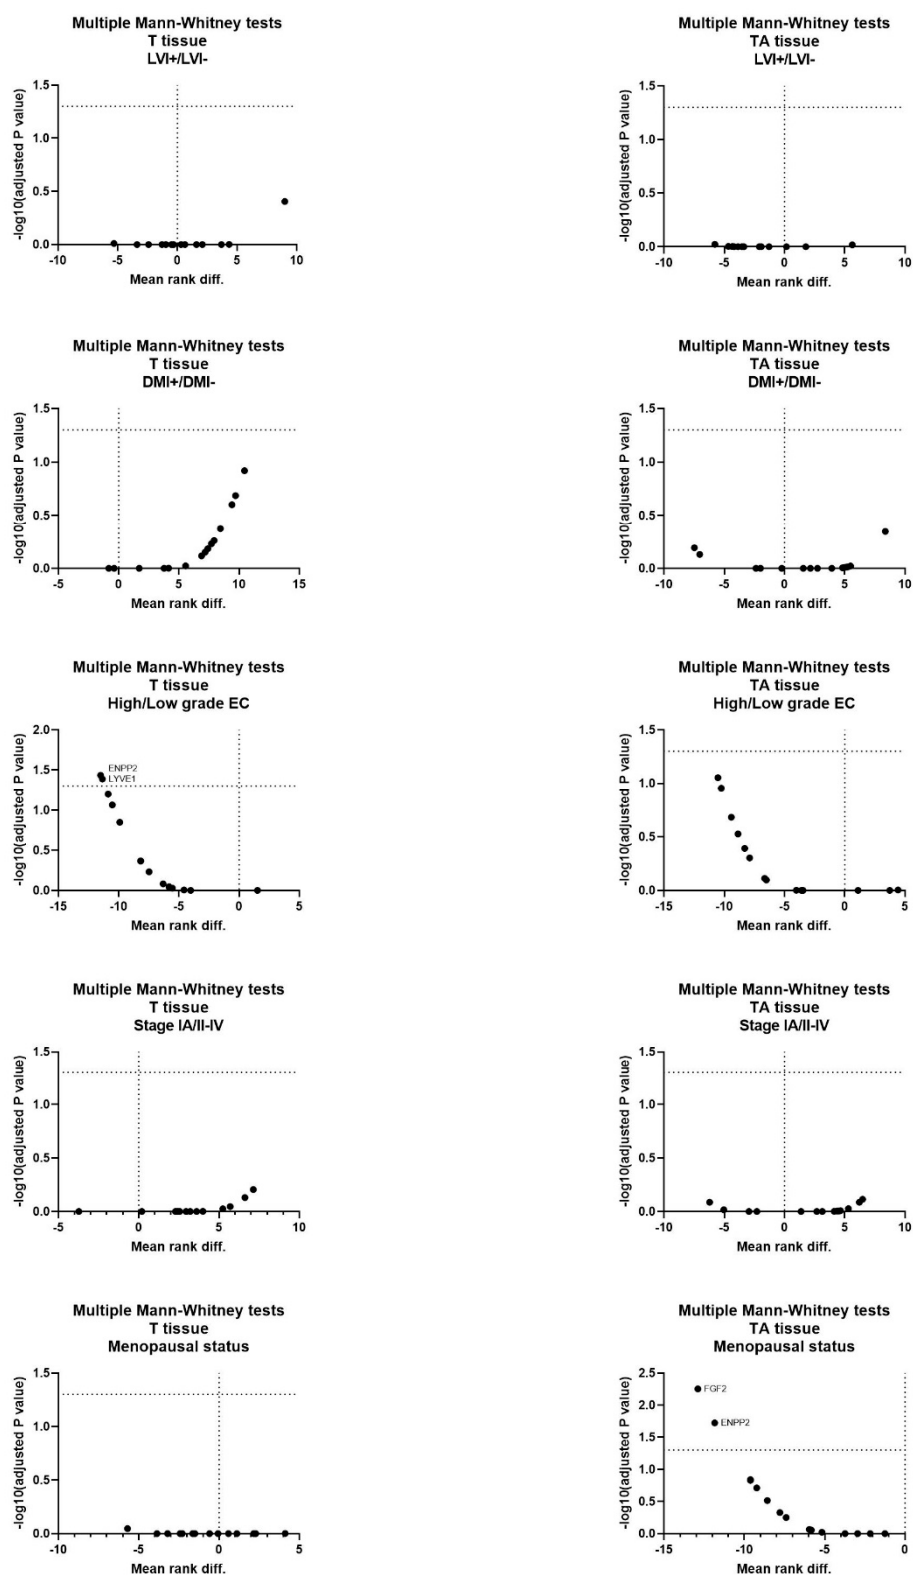 Multiple Mann-Whitney tests
T tissue
LVI+/LVI-
1.5
1.0
0.5
0.0
-10 -5 0 5 10
-log10(adjusted P value)
Mean rank diff.
Multiple Mann-Whitney tests
TA tissue
LVI+/LVI-
1.5
1.0
0.5
0.0
-10 -5 0 5 10
-log10(adjusted P value)
Mean rank diff.
Multiple Mann-Whitney tests
T tissue
DMI+/DMI-
1.5
1.0
0.5
0.0
-5 0 5 10 15
-log10(adjusted P value)
Mean rank diff.
Multiple Mann-Whitney tests
TA tissue
DMI+/DMI-
1.5
1.0
0.5
0.0
-10 -5 0 5 10
-log10(adjusted P value)
Mean rank diff.
Multiple Mann-Whitney tests
T tissue
High/Low grade EC
2.0
1.5
1.0
0.5
0.0
ENPP2
LYVE1
-15 -10 -5 0 5
-log10(adjusted P value)
Mean rank diff.
Multiple Mann-Whitney tests
TA tissue
High/Low grade EC
1.5
1.0
0.5
0.0
-15 -10 -5 0 5
-log10(adjusted P value)
Mean rank diff.
Multiple Mann-Whitney tests
T tissue
Stage IA/II-IV
1.5
1.0
0.5
0.0
-5 0 5 10
-log10(adjusted P value)
Mean rank diff.
Multiple Mann-Whitney tests
TA tissue
Stage IA/II-IV
1.5
1.0
0.5
0.0
-10 -5 0 5 10
-log10(adjusted P value)
Mean rank diff.
Multiple Mann-Whitney tests
T tissue
Menopausal status
1.5
1.0
0.5
0.0
-10 -5 0 5
-log10(adjusted P value)
Mean rank diff.
Multiple Mann-Whitney tests
TA tissue
Menopausal status
2.5
2.0
1.5
1.0
0.5
0.0
FGF2
ENPP2
-15 -10 -5 0
-log10(adjusted P value)
Mean rank diff.